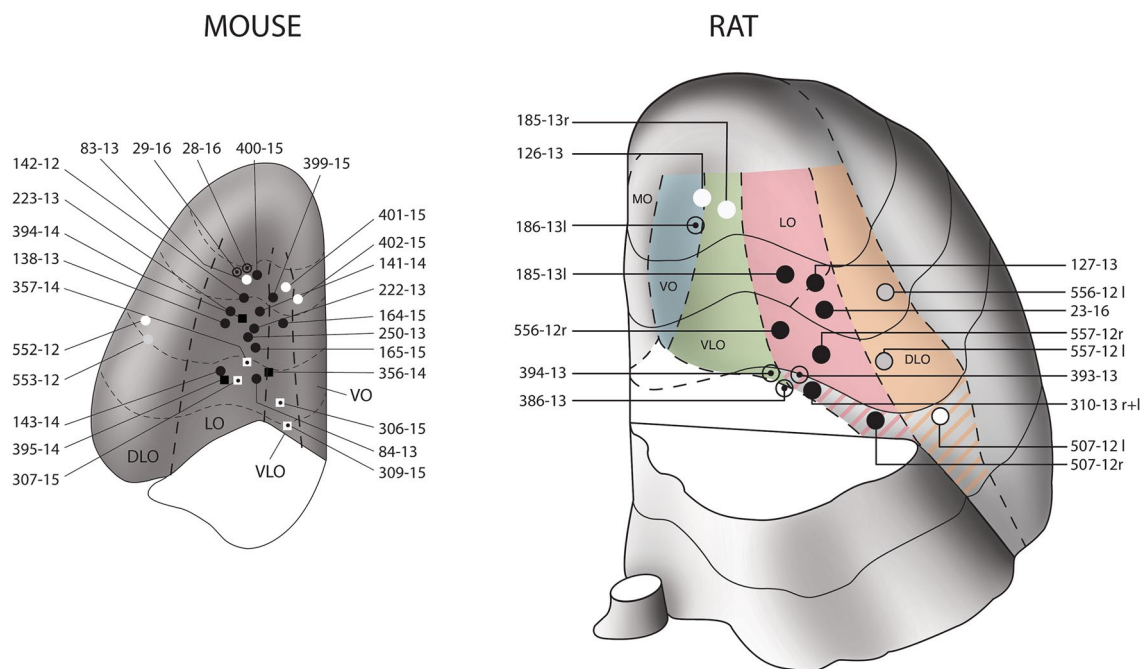 MOUSE
RAT
83-13
29-16
28-16
400-15
399-15
142-12
223-13
394-14
138-13
357-14
552-12
553-12
143-14
395-14
307-15
401-15
402-15
141-14
222-13
164-15
250-13
165-15
356-14
VO
306-15
84-13
309-15
LO
DLO
VLO
185-13r
126-13
186-13l
185-13l
556-12r
394-13
386-13
MO
LO
VO
VLO
DLO
127-13
556-12 l
23-16
557-12r
557-12 l
393-13
310-13 r+l
507-12 l
507-12r